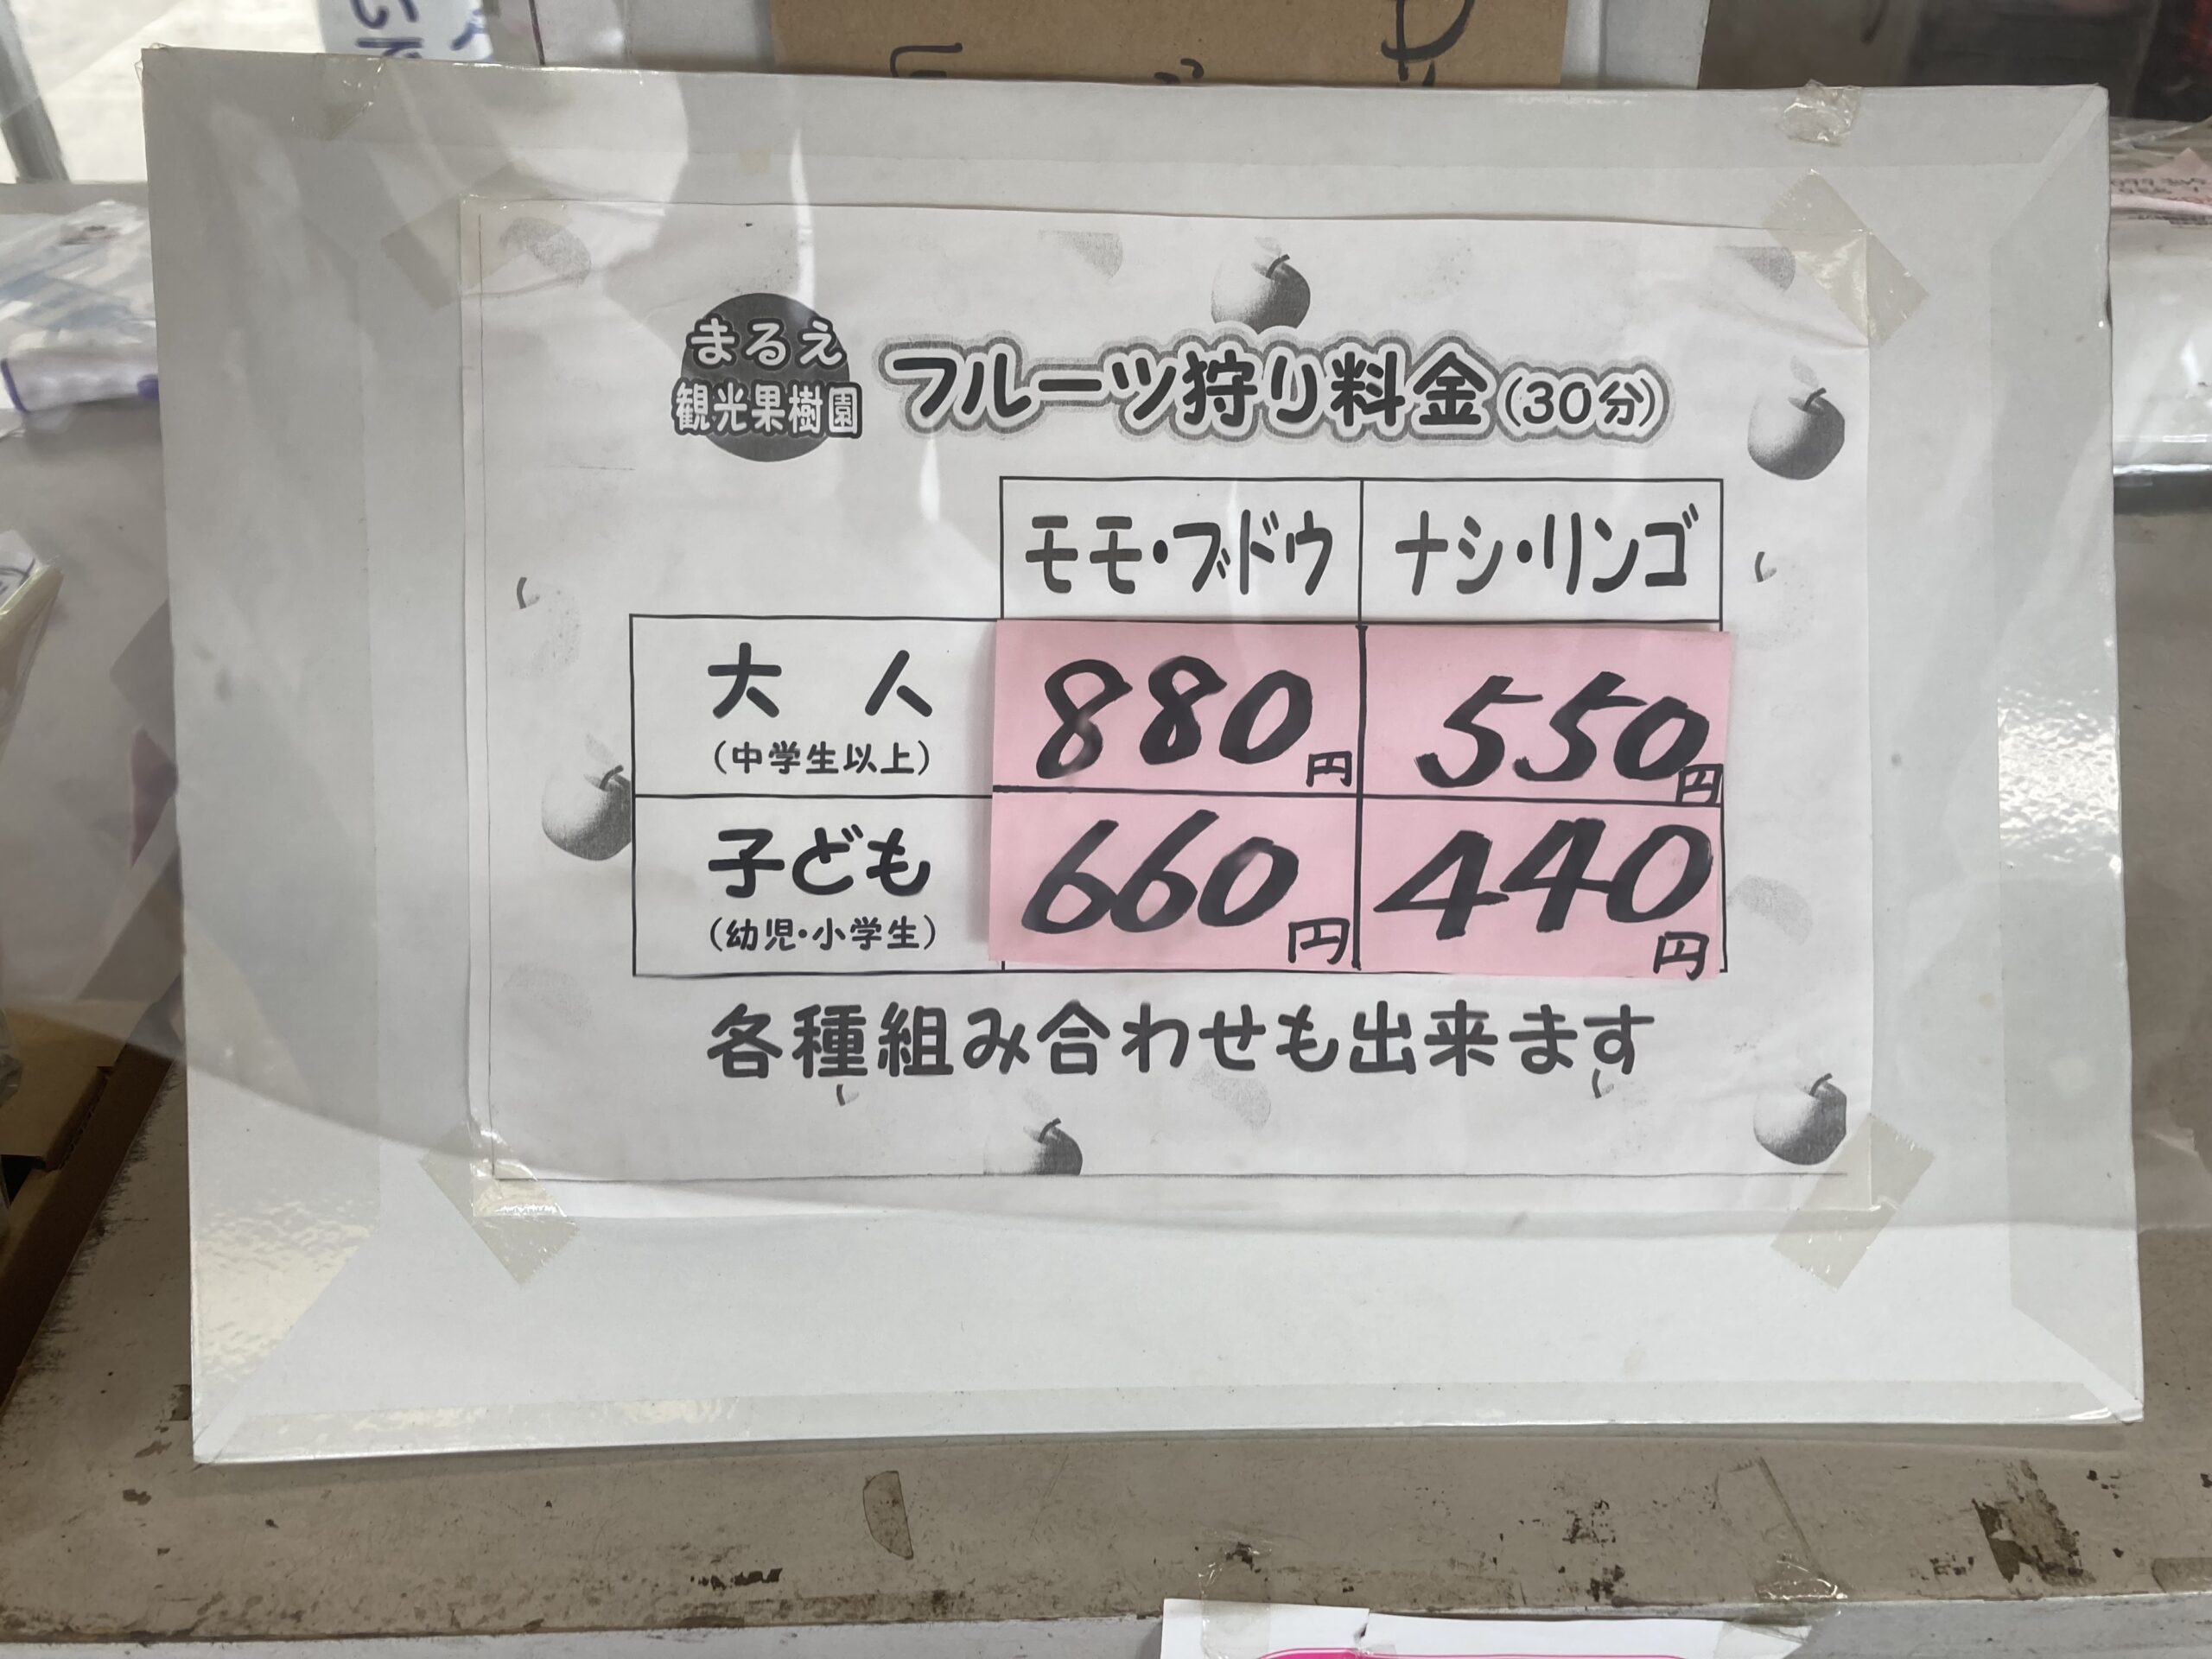 まるえ
観光果樹園
フルーツ狩り料金(30分)
モモ・ブドウ ナシ・リンゴ
大人 880円 550円
(中学生以上)
子ども 660円 440円
(幼児・小学生)
各種組み合わせも出来ます